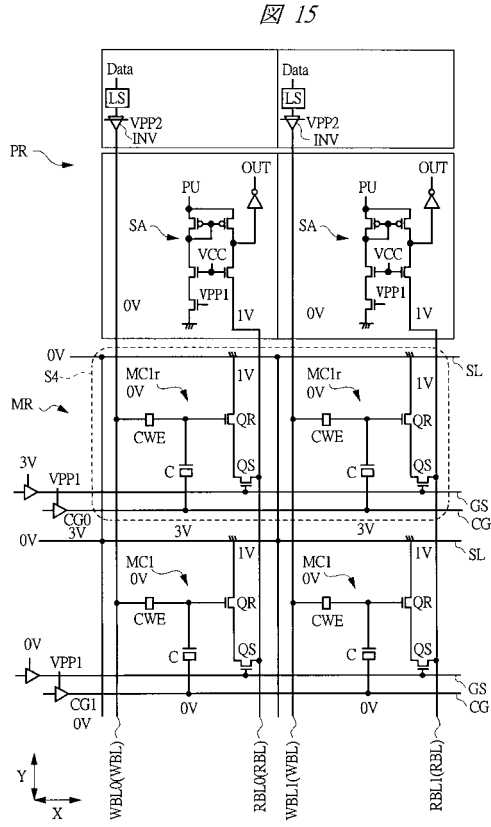 図 15
Data Data
LS LS
VPP2 VPP2
INV INV
PR
OUT OUT
PU PU
SA SA
VCC VCC
VPP1 VPP1
0V 1V 0V 1V
0V SL
S4 MC1r 1V MC1r 1V
0V 0V
MR
QR QR
CWE CWE
3V VPP1 C QS C QS
GS
CG0 CG
3V 3V 3V
0V SL
MC1 1V MC1 1V
0V 0V
QR QR
CWE CWE
0V VPP1 C QS C QS
GS
CG1 CG
0V 0V 0V
WBL0(WBL) RBL0(RBL) WBL1(WBL) RBL1(RBL)
Y
X